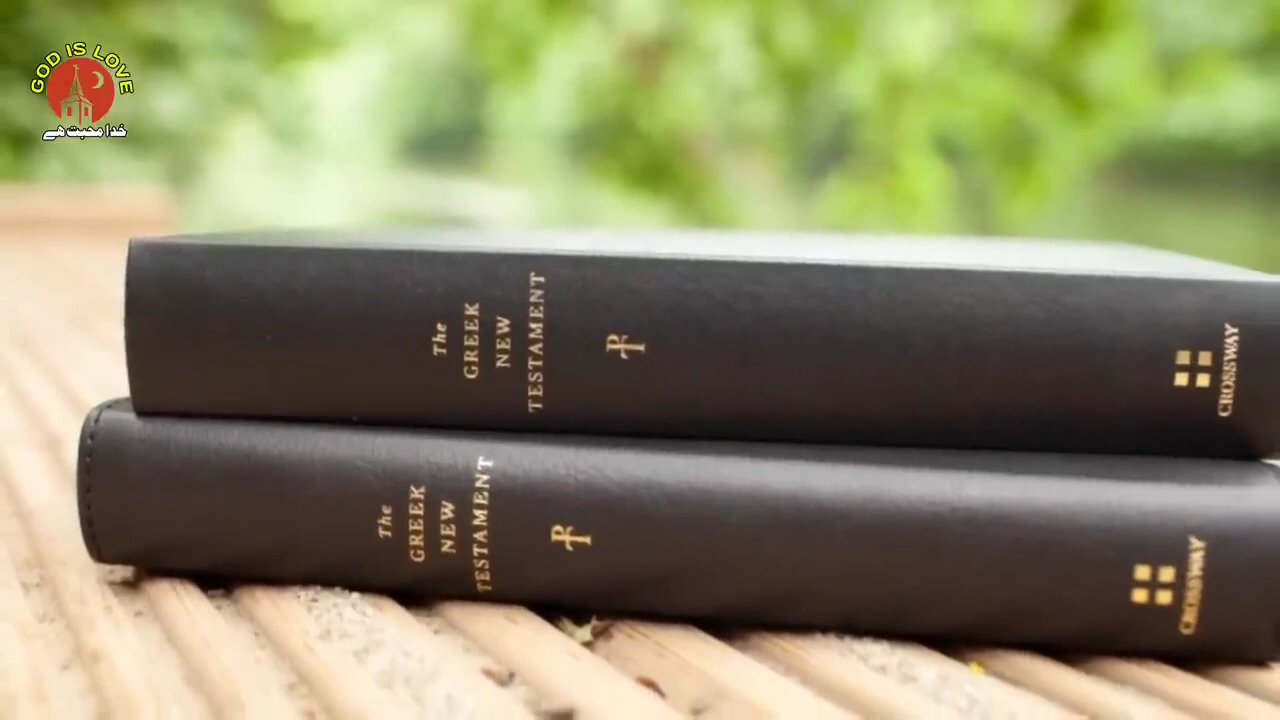 GOD IS LOVE
خدا محبت ہے
The
GREEK
NEW
TESTAMENT
CROSSWAY
The
GREEK
NEW
TESTAMENT
CROSSWAY